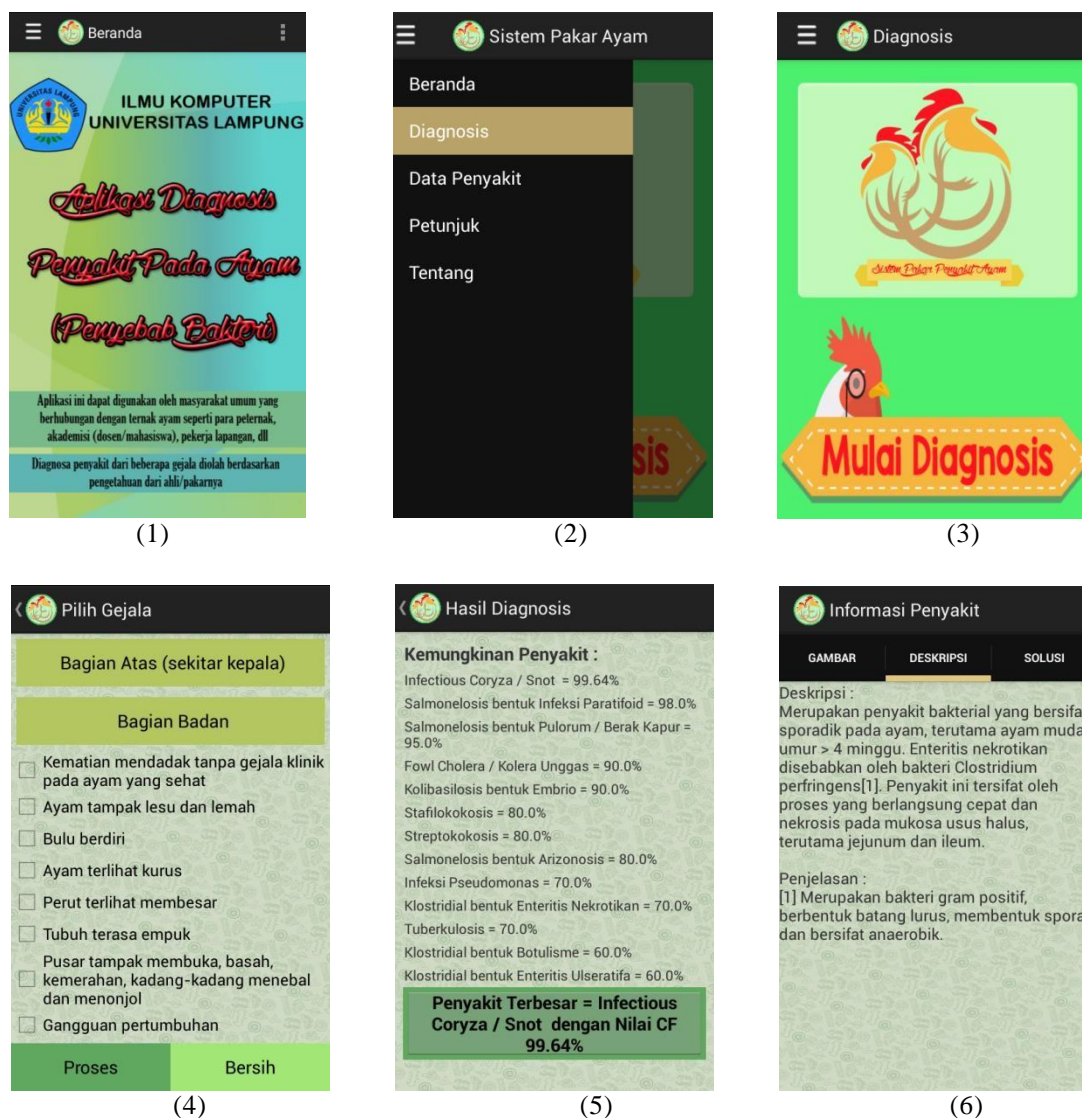 Beranda
UNIVERSITAS LAMPUNG
ILMU KOMPUTER
UNIVERSITAS LAMPUNG
Aplikasi Diagnosis
Penyakit Pada Ayam
(Penyebab Bakteri)
Aplikasi ini dapat digunakan oleh masyarakat umum yang
berhubungan dengan ternak ayam seperti para peternak,
akademisi (dosen/mahasiswa), pekerja lapangan, dll
Diagnosa penyakit dari beberapa gejala diolah berdasarkan
pengetahuan dari ahli/pakarnya
(1)
Sistem Pakar Ayam
Beranda
Diagnosis
Data Penyakit
Petunjuk
Tentang
sis
(2)
Diagnosis
Sistem Pakar Penyakit Ayam
Mulai Diagnosis
(3)
Pilih Gejala
Bagian Atas (sekitar kepala)
Bagian Badan
Kematian mendadak tanpa gejala klinik
pada ayam yang sehat
Ayam tampak lesu dan lemah
Bulu berdiri
Ayam terlihat kurus
Perut terlihat membesar
Tubuh terasa empuk
Pusar tampak membuka, basah,
kemerahan, kadang-kadang menebal
dan menonjol
Gangguan pertumbuhan
Proses Bersih
(4)
Hasil Diagnosis
Kemungkinan Penyakit :
Infectious Coryza / Snot = 99.64%
Salmonelosis bentuk Infeksi Paratifoid = 98.0%
Salmonelosis bentuk Pulorum / Berak Kapur =
95.0%
Fowl Cholera / Kolera Unggas = 90.0%
Kolibasilosis bentuk Embrio = 90.0%
Stafilokokosis = 80.0%
Streptokokosis = 80.0%
Salmonelosis bentuk Arizonosis = 80.0%
Infeksi Pseudomonas = 70.0%
Klostridial bentuk Enteritis Nekrotikan = 70.0%
Tuberkulosis = 70.0%
Klostridial bentuk Botulisme = 60.0%
Klostridial bentuk Enteritis Ulseratifa = 60.0%
Penyakit Terbesar = Infectious
Coryza / Snot dengan Nilai CF
99.64%
(5)
Informasi Penyakit
GAMBAR DESKRIPSI SOLUSI
Deskripsi :
Merupakan penyakit bakterial yang bersifa
sporadik pada ayam, terutama ayam muda
umur > 4 minggu. Enteritis nekrotikan
disebabkan oleh bakteri Clostridium
perfringens[1]. Penyakit ini tersifat oleh
proses yang berlangsung cepat dan
nekrosis pada mukosa usus halus,
terutama jejunum dan ileum.
Penjelasan :
[1] Merupakan bakteri gram positif,
berbentuk batang lurus, membentuk spora
dan bersifat anaerobik.
(6)